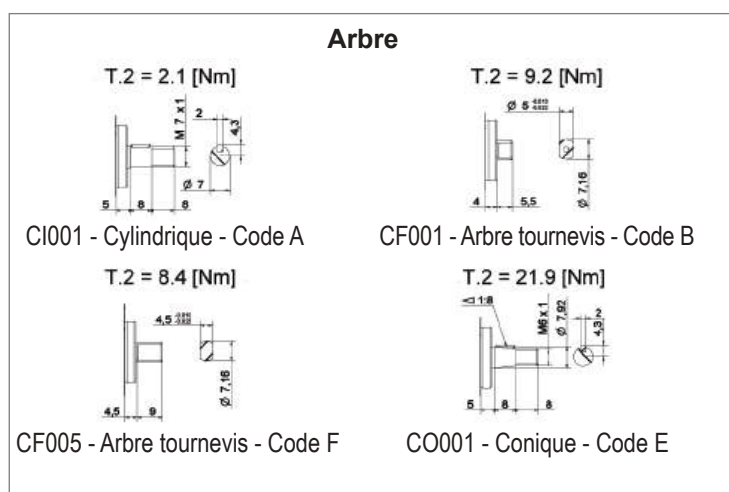 Arbre
T.2 = 2.1 [Nm]
M 7 x1
2
4,3
Ø 7
5 8 8
CI001 - Cylindrique - Code A
T.2 = 9.2 [Nm]
Ø 5
Ø 7,16
4 5,5
CF001 - Arbre tournevis - Code B
T.2 = 8.4 [Nm]
4,5
Ø 7,16
4,5 9
CF005 - Arbre tournevis - Code F
T.2 = 21.9 [Nm]
1:8
M6 x 1
Ø 7,92
2
4,3
5 8 8
CO001 - Conique - Code E